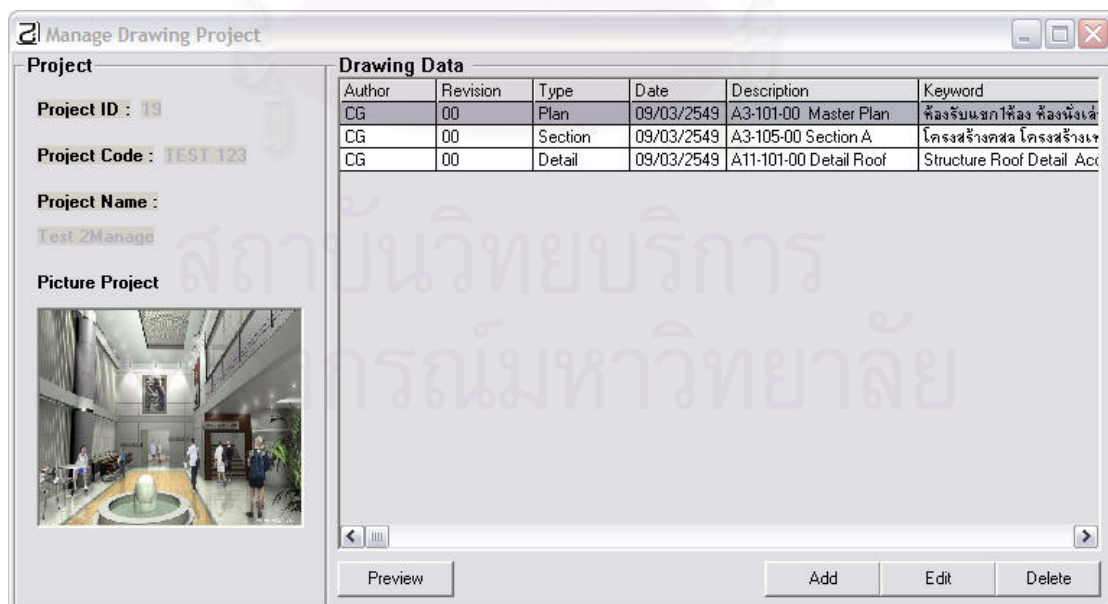 Manage Drawing Project
Project
Project ID : 19
Project Code : TEST 123
Project Name :
Test 2Manage
Picture Project
Drawing Data
Author Revision Type Date Description Keyword
CG 00 Plan 09/03/2549 A3-101-00 Master Plan ห้องรับแขก1ห้อง ห้องนั่งเล่
CG 00 Section 09/03/2549 A3-105-00 Section A โครงสร้างคสล โครงสร้างเห
CG 00 Detail 09/03/2549 A11-101-00 Detail Roof Structure Roof Detail Acc
สถาบันวิทยบริการ
ากรณ์มหาวิทยาลัย
Preview Add Edit Delete